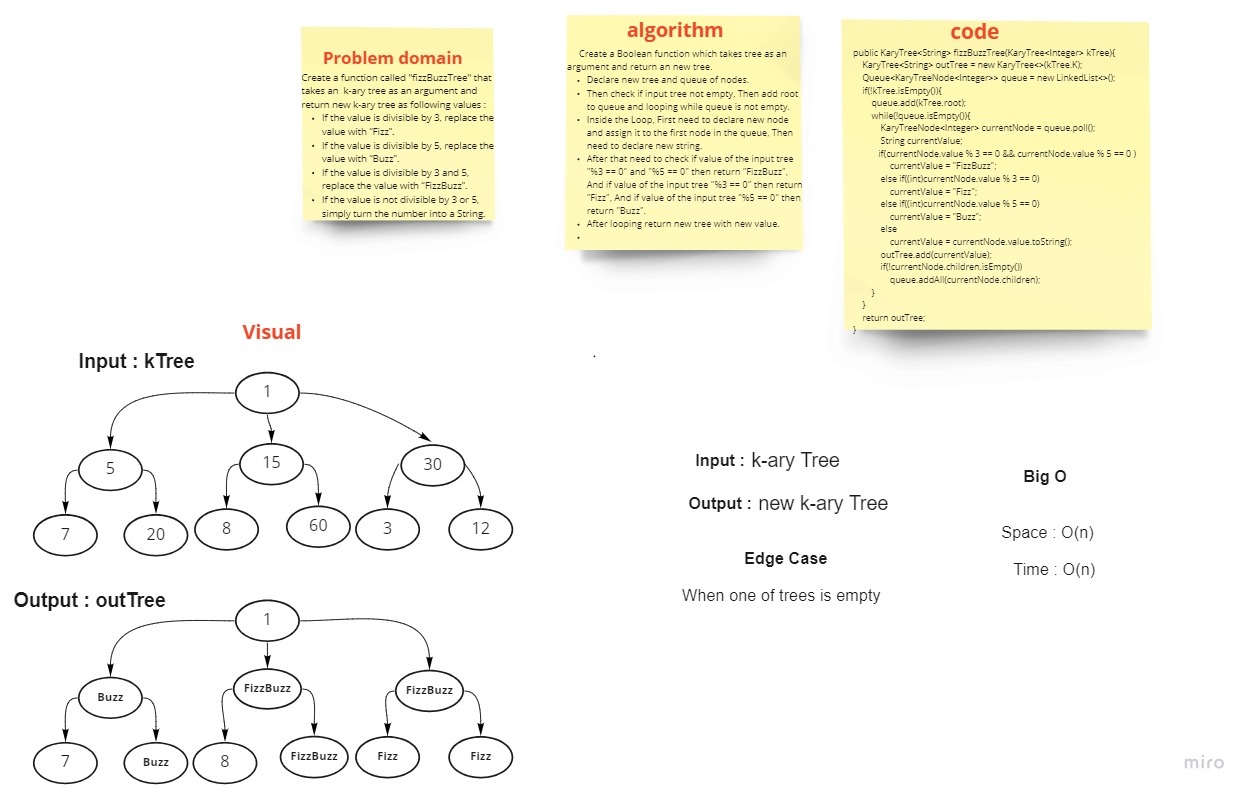 Problem domain
Create a function called "fizzBuzzTree" that
takes an k-ary tree as an argument and
return new k-ary tree as following values :
• If the value is divisible by 3, replace the
value with “Fizz”.
• If the value is divisible by 5, replace the
value with “Buzz”.
• If the value is divisible by 3 and 5,
replace the value with “FizzBuzz”.
• If the value is not divisible by 3 or 5,
simply turn the number into a String.
algorithm
Create a Boolean function which takes tree as an
argument and return an new tree.
• Declare new tree and queue of nodes.
• Then check if input tree not empty, Then add root
to queue and looping while queue is not empty.
• Inside the Loop, First need to declare new node
and assign it to the first node in the queue, Then
need to declare new string.
• After that need to check if value of the input tree
"%3 == 0" and "%5 == 0" then return "FizzBuzz",
And if value of the input tree "%3 == 0" then return
"Fizz", And if value of the input tree "%5 == 0" then
return "Buzz".
• After looping return new tree with new value.
•
code
public KaryTree<String> fizzBuzzTree(KaryTree<Integer> kTree){
KaryTree<String> outTree = new KaryTree<>(kTree.K);
Queue<KaryTreeNode<Integer>> queue = new LinkedList<>();
if(!kTree.isEmpty()){
queue.add(kTree.root);
while(!queue.isEmpty()){
KaryTreeNode<Integer> currentNode = queue.poll();
String currentValue;
if(currentNode.value % 3 == 0 && currentNode.value % 5 == 0 )
currentValue = "FizzBuzz";
else if((int)currentNode.value % 3 == 0)
currentValue = "Fizz";
else if((int)currentNode.value % 5 == 0)
currentValue = "Buzz";
else
currentValue = currentNode.value.toString();
outTree.add(currentValue);
if(!currentNode.children.isEmpty())
queue.addAll(currentNode.children);
}
}
return outTree;
}
Visual
Input : kTree
1
5
15
30
7
20
8
60
3
12
Output : outTree
1
Buzz
FizzBuzz
FizzBuzz
7
Buzz
8
FizzBuzz
Fizz
Fizz
.
Input : k-ary Tree
Output : new k-ary Tree
Edge Case
When one of trees is empty
Big O
Space : O(n)
Time : O(n)
miro